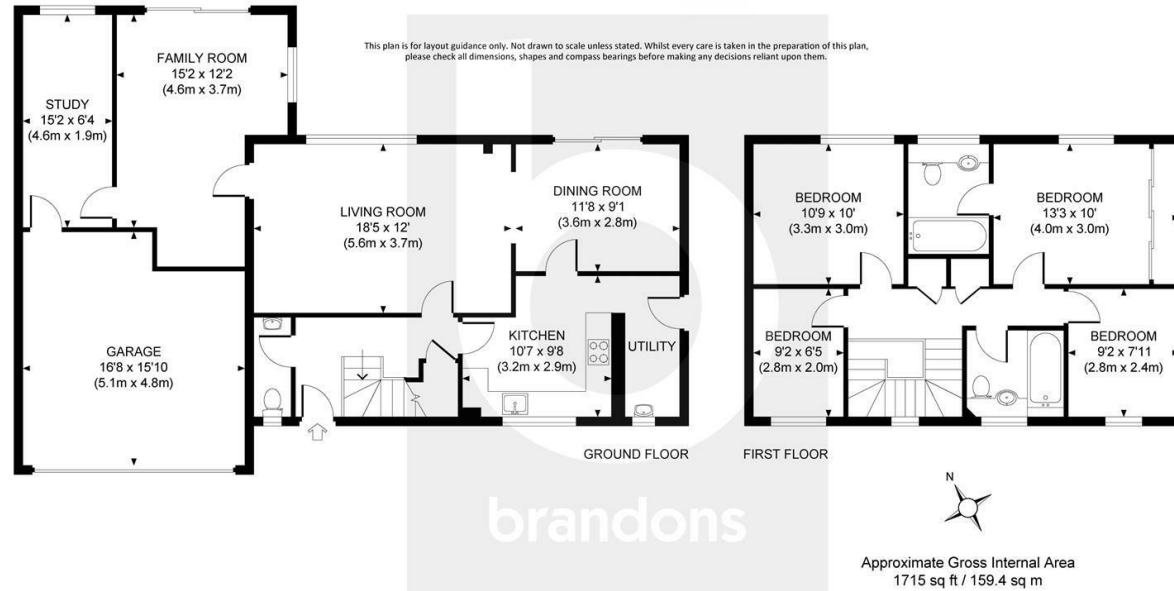 This plan is for layout guidance only. Not drawn to scale unless stated. Whilst every care is taken in the preparation of this plan,
please check all dimensions, shapes and compass bearings before making any decisions reliant upon them.
FAMILY ROOM
15'2 x 12'2
(4.6m x 3.7m)
STUDY
15'2 x 6'4
(4.6m x 1.9m)
LIVING ROOM
18'5 x 12'
(5.6m x 3.7m)
DINING ROOM
11'8 x 9'1
(3.6m x 2.8m)
GARAGE
16'8 x 15'10
(5.1m x 4.8m)
KITCHEN
10'7 x 9'8
(3.2m x 2.9m)
UTILITY
GROUND FLOOR
BEDROOM
10'9 x 10'
(3.3m x 3.0m)
BEDROOM
13'3 x 10'
(4.0m x 3.0m)
BEDROOM
9'2 x 6'5
(2.8m x 2.0m)
BEDROOM
9'2 x 7'11
(2.8m x 2.4m)
FIRST FLOOR
N
brandons
Approximate Gross Internal Area
1715 sq ft / 159.4 sq m